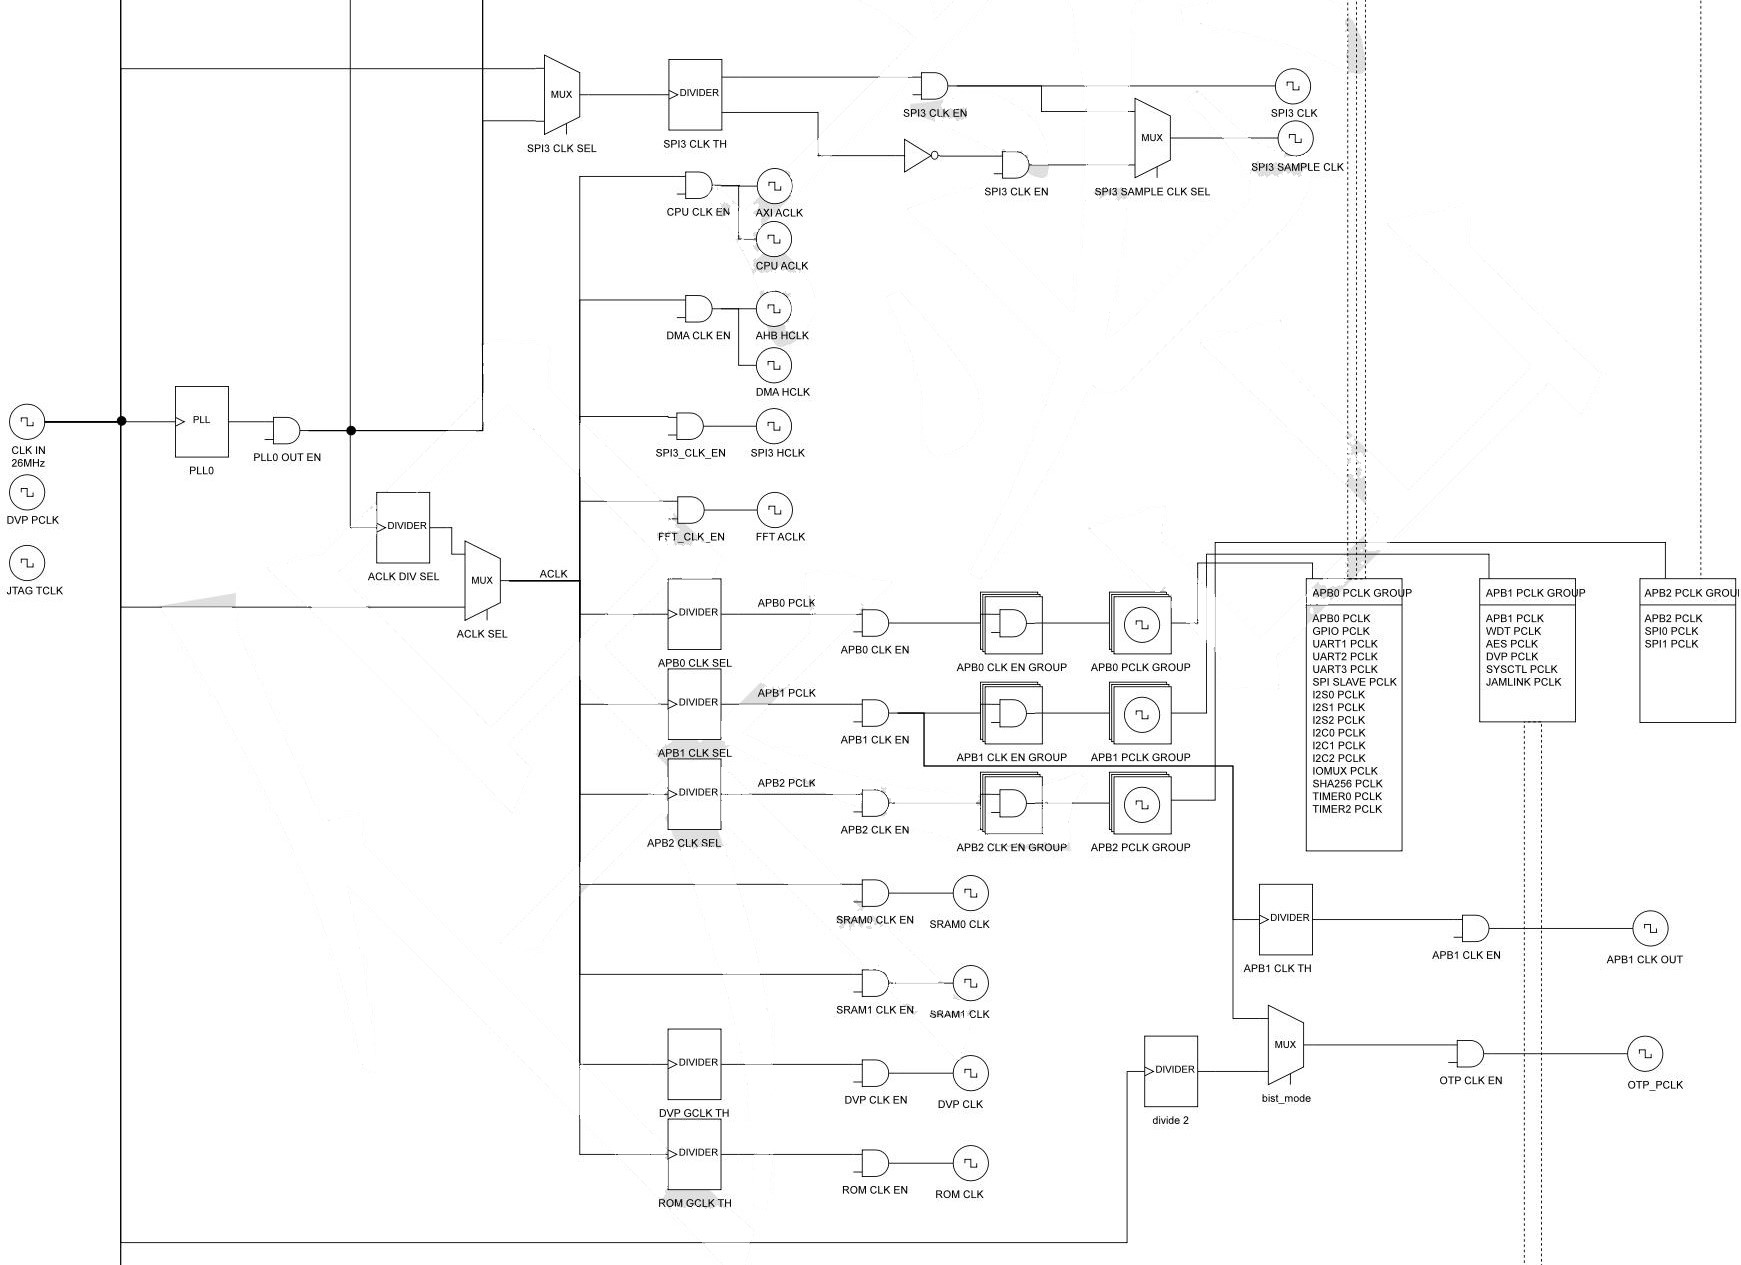 MUX
SPI3 CLK SEL
DIVIDER
SPI3 CLK TH
SPI3 CLK EN
SPI3 CLK
MUX
SPI3 SAMPLE CLK SEL
SPI3 SAMPLE CLK
SPI3 CLK EN
CPU CLK EN
AXI ACLK
CPU ACLK
DMA CLK EN
AHB HCLK
DMA HCLK
SPI3_CLK_EN
SPI3 HCLK
FFT_CLK_EN
FFT ACLK
CLK IN
26MHz
DVP PCLK
JTAG TCLK
PLL
PLL0
PLL0 OUT EN
DIVIDER
ACLK DIV SEL
MUX
ACLK SEL
ACLK
DIVIDER
APB0 CLK SEL
APB0 PCLK
APB0 CLK EN
APB0 CLK EN GROUP
APB0 PCLK GROUP
DIVIDER
APB1 CLK SEL
APB1 PCLK
APB1 CLK EN
APB1 CLK EN GROUP
APB1 PCLK GROUP
DIVIDER
APB2 CLK SEL
APB2 PCLK
APB2 CLK EN
APB2 CLK EN GROUP
APB2 PCLK GROUP
APB0 PCLK GROUP
APB0 PCLK
GPIO PCLK
UART1 PCLK
UART2 PCLK
UART3 PCLK
SPI SLAVE PCLK
I2S0 PCLK
I2S1 PCLK
I2S2 PCLK
I2C0 PCLK
I2C1 PCLK
I2C2 PCLK
IOMUX PCLK
SHA256 PCLK
TIMER0 PCLK
TIMER2 PCLK
APB1 PCLK GROUP
APB1 PCLK
WDT PCLK
AES PCLK
DVP PCLK
SYSCTL PCLK
JAMLINK PCLK
APB2 PCLK GROU
APB2 PCLK
SPI0 PCLK
SPI1 PCLK
SRAM0 CLK EN
SRAM0 CLK
SRAM1 CLK EN
SRAM1 CLK
DIVIDER
DVP GCLK TH
DVP CLK EN
DVP CLK
DIVIDER
ROM GCLK TH
ROM CLK EN
ROM CLK
DIVIDER
APB1 CLK TH
APB1 CLK EN
APB1 CLK OUT
DIVIDER
divide 2
MUX
bist_mode
OTP CLK EN
OTP_PCLK